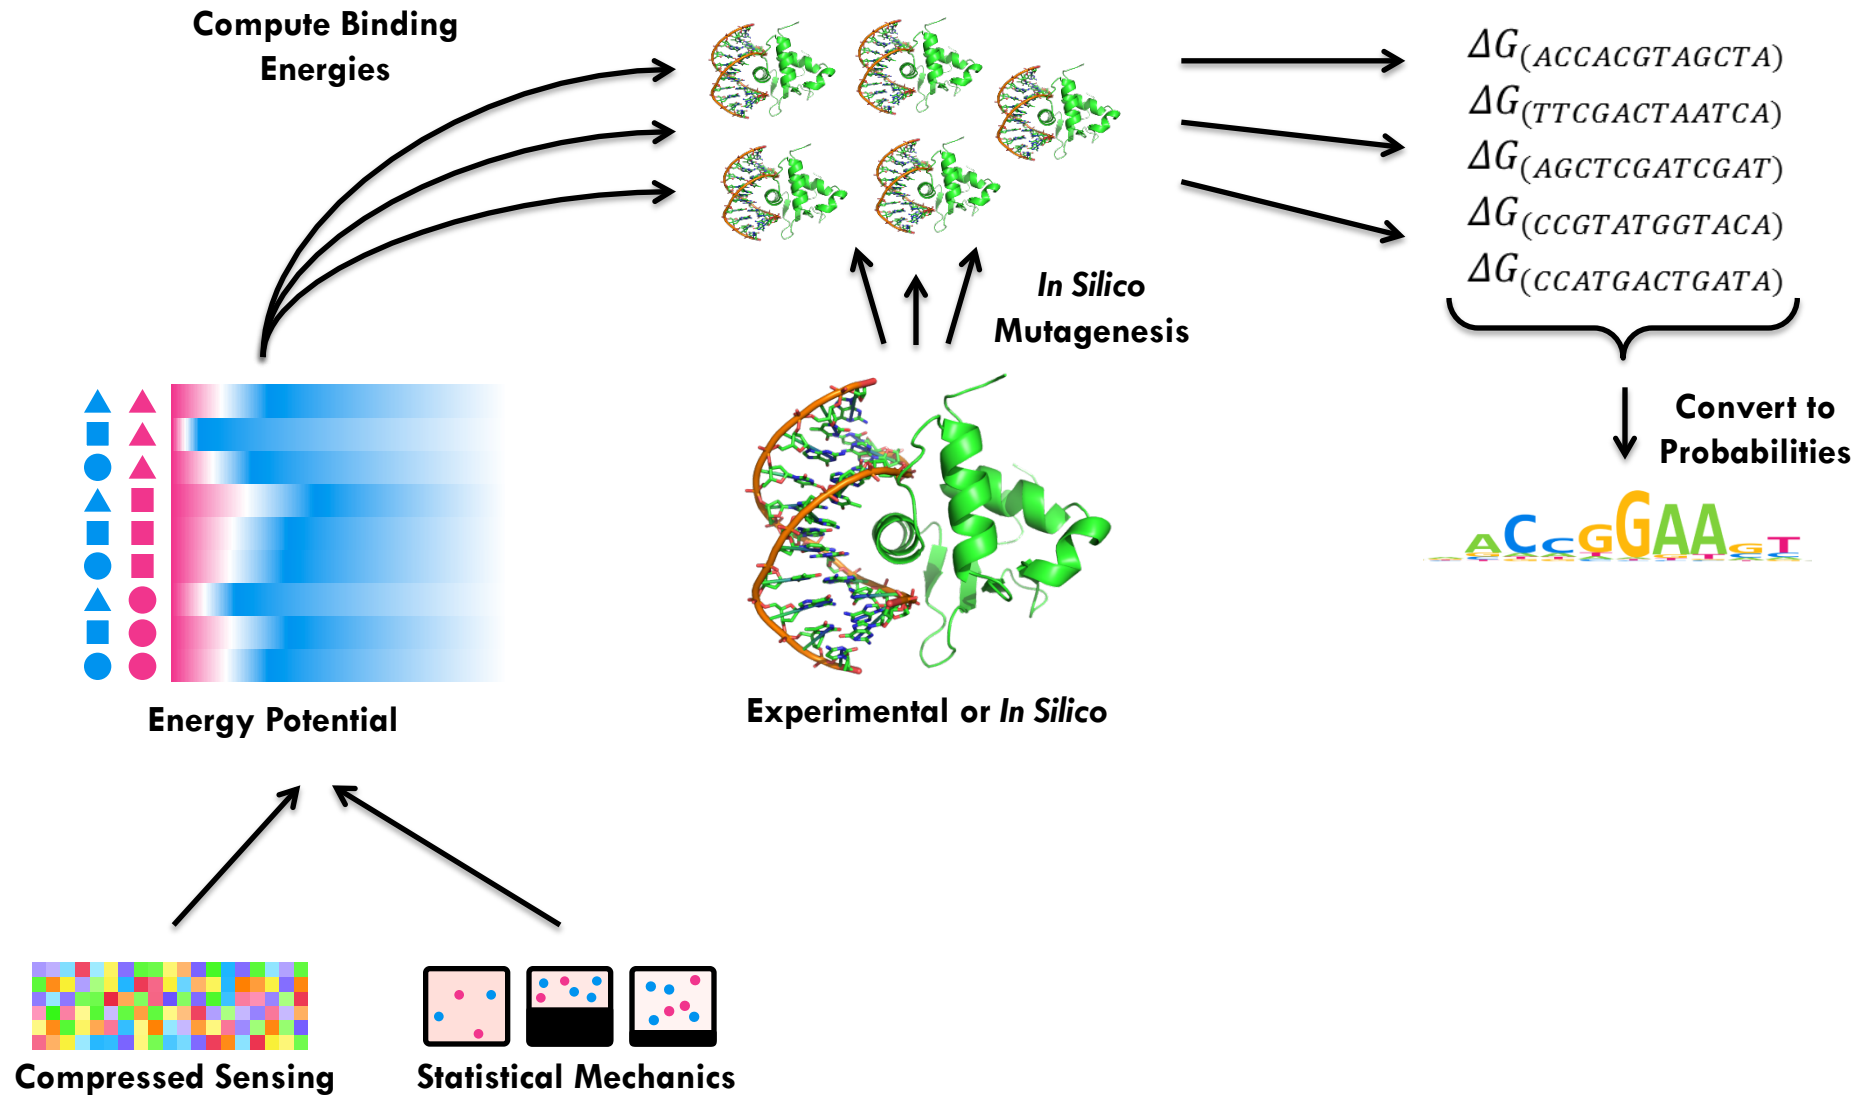 Compute Binding
Energies
ΔG(ACCACGTAGCTA)
ΔG(TTCGACTAATCA)
ΔG(AGCTCGATCGAT)
ΔG(CCGTATGGTACA)
ΔG(CCATGACTGATA)
In Silico
Mutagenesis
Convert to
Probabilities
ACCGGAAGT
Energy Potential
Experimental or In Silico
Compressed Sensing
Statistical Mechanics